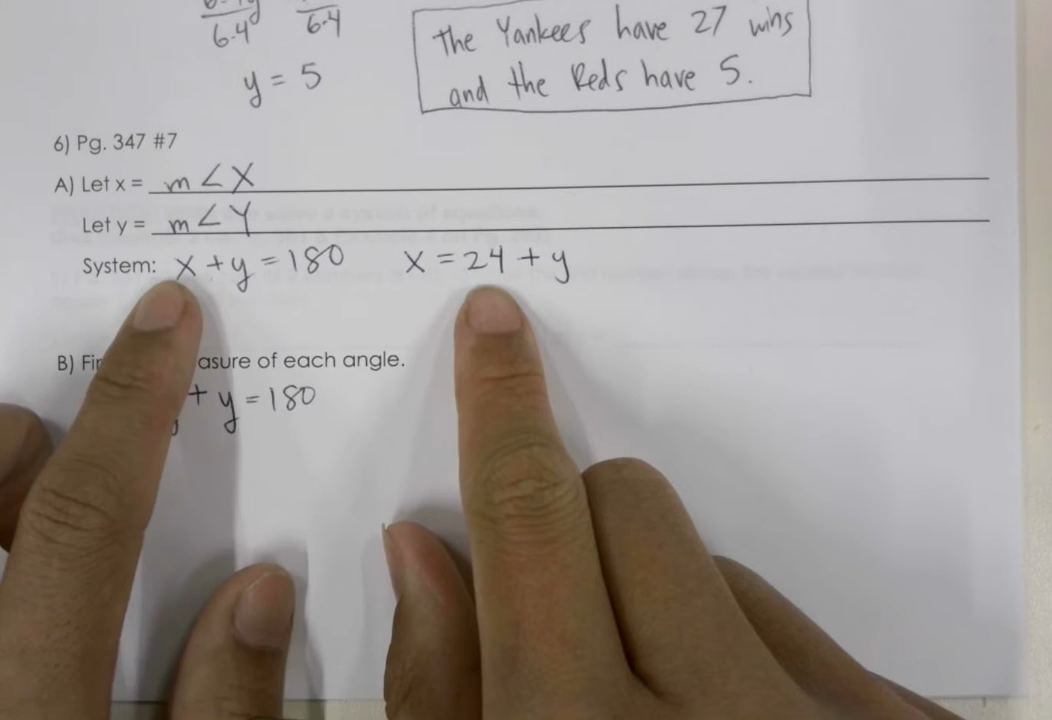 6.4 6.4
y = 5
The Yankees have 27 wins
and the Reds have 5.
6) Pg. 347 #7
A) Let x = m∠X
Let y = m∠Y
System: x + y = 180 x = 24 + y
B) asure of each angle.
+ y = 180